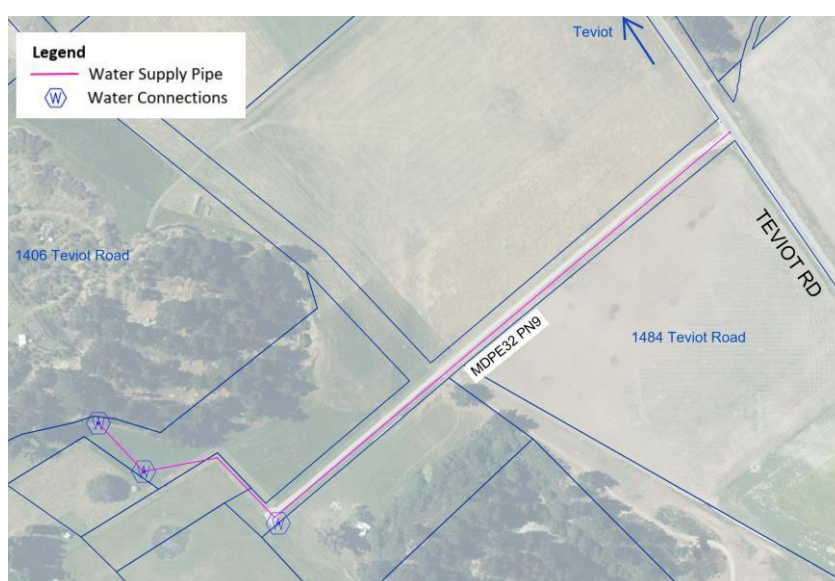 Legend
Water Supply Pipe
W
Water Connections
Teviot
TEVIOT RD
1406 Teviot Road
1484 Teviot Road
MDPE32 PN9
W
W
W